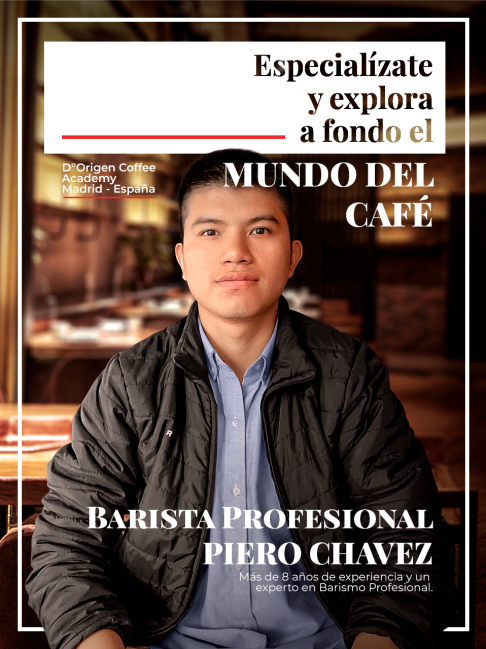 Especialízate
y explora
a fondo el
MUNDO DEL
CAFÉ
D°Origen Coffee
Academy
Madrid - España
BARISTA PROFESIONAL
PIERO CHAVEZ
Más de 8 años de experiencia y un
experto en Barismo Profesional.